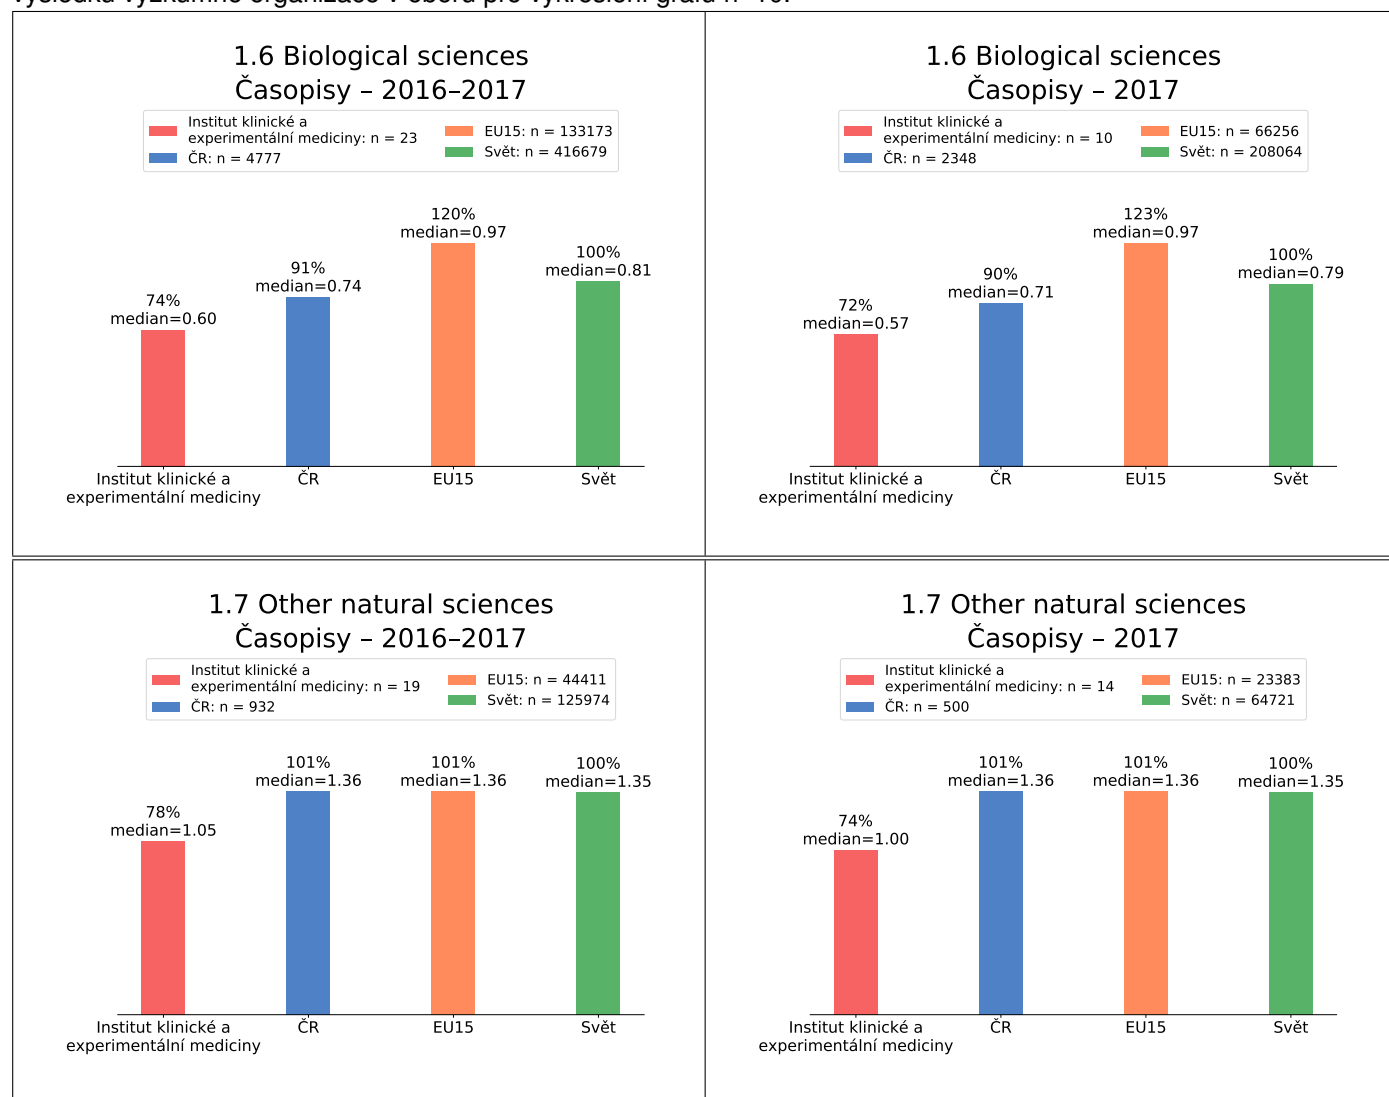 výsledků výzkumné organizace v oboru pro vykreslení grafu n=10.
1.6 Biological sciences
Časopisy – 2016–2017
Institut klinické a
experimentální mediciny: n = 23
ČR: n = 4777
EU15: n = 133173
Svět: n = 416679
74%
median=0.60
91%
median=0.74
120%
median=0.97
100%
median=0.81
Institut klinické a
experimentální mediciny
ČR
EU15
Svět
1.6 Biological sciences
Časopisy – 2017
Institut klinické a
experimentální mediciny: n = 10
ČR: n = 2348
EU15: n = 66256
Svět: n = 208064
72%
median=0.57
90%
median=0.71
123%
median=0.97
100%
median=0.79
Institut klinické a
experimentální mediciny
ČR
EU15
Svět
1.7 Other natural sciences
Časopisy – 2016–2017
Institut klinické a
experimentální mediciny: n = 19
ČR: n = 932
EU15: n = 44411
Svět: n = 125974
78%
median=1.05
101%
median=1.36
101%
median=1.36
100%
median=1.35
Institut klinické a
experimentální mediciny
ČR
EU15
Svět
1.7 Other natural sciences
Časopisy – 2017
Institut klinické a
experimentální mediciny: n = 14
ČR: n = 500
EU15: n = 23383
Svět: n = 64721
74%
median=1.00
101%
median=1.36
101%
median=1.36
100%
median=1.35
Institut klinické a
experimentální mediciny
ČR
EU15
Svět